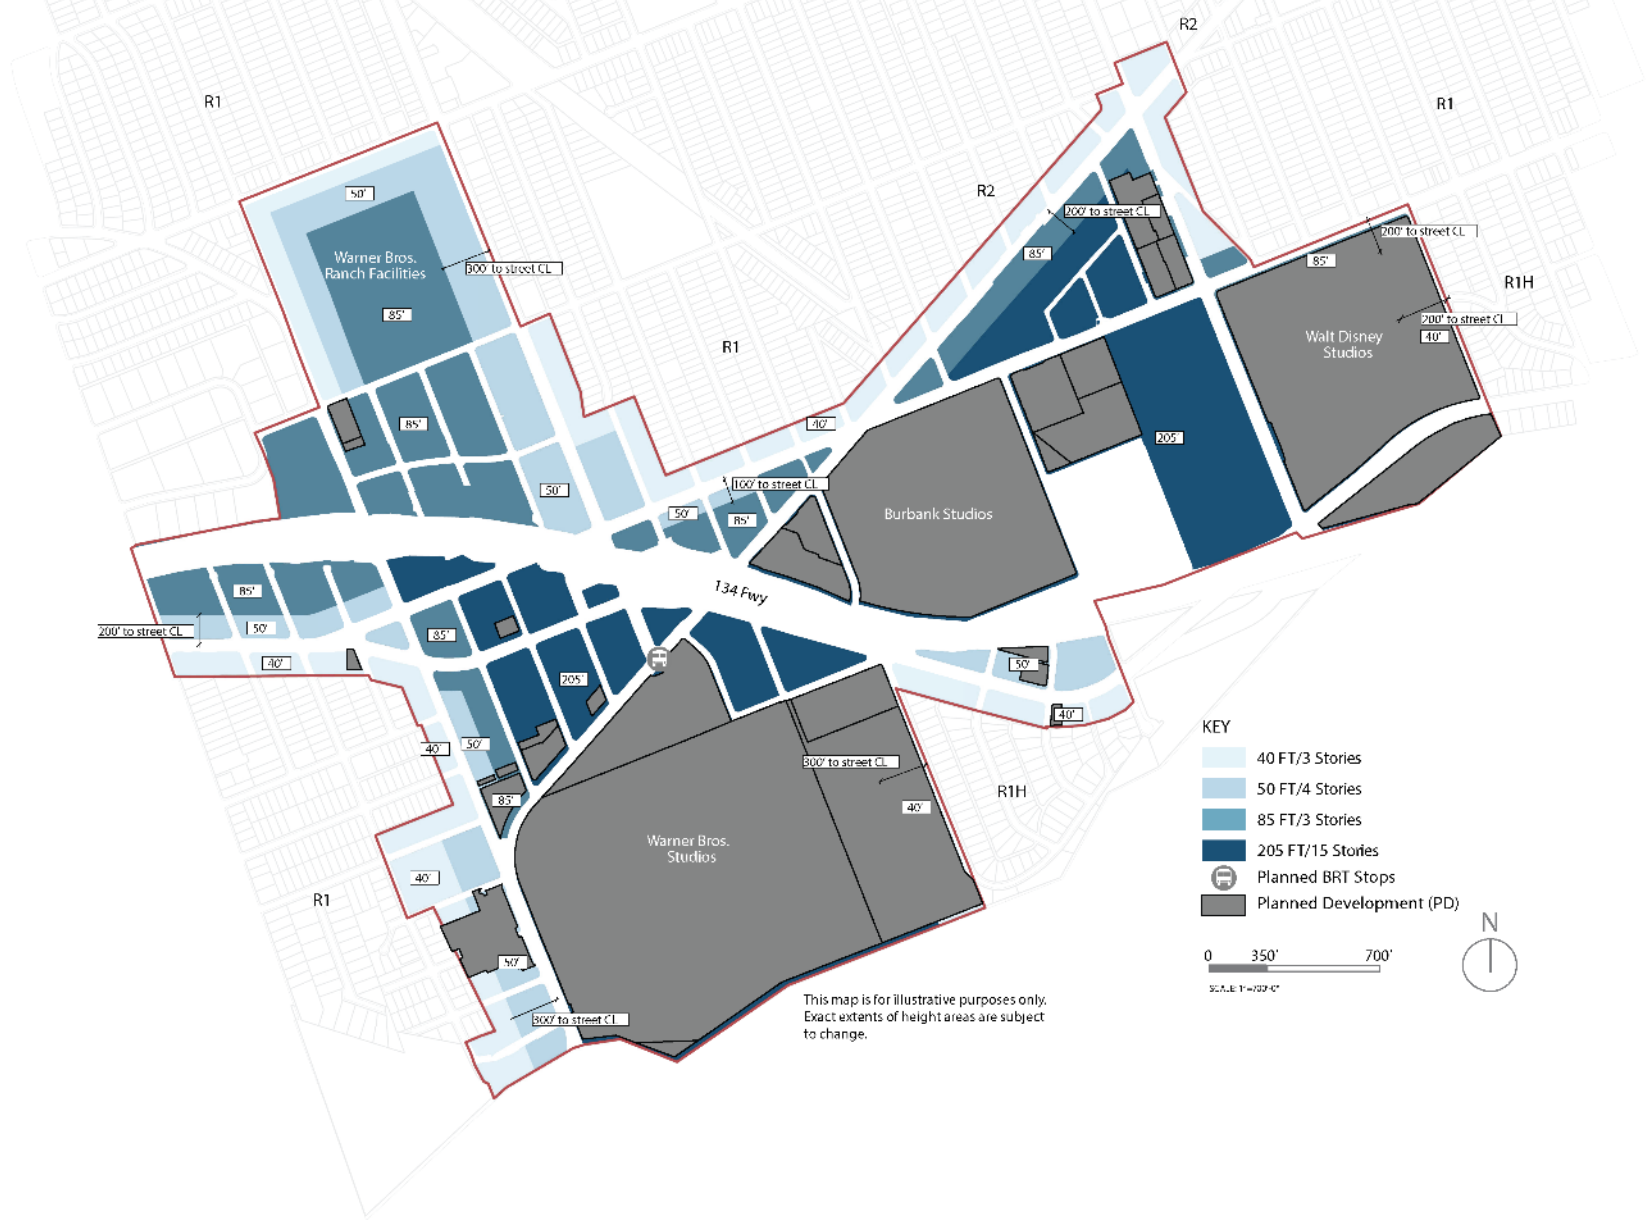 R2
R1
R1
50'
R2
200' to street CL
200' to street CL
Warner Bros.
Ranch Facilities
300' to street CL
85'
85'
R1H
85'
200' to street CL
Walt Disney
Studios
40'
R1
85'
40'
205'
50'
100' to street CL
50'
85'
Burbank Studios
134 Fwy
85'
200' to street CL
50'
85'
40'
50'
205'
40'
40'
50'
KEY
40 FT/3 Stories
50 FT/4 Stories
85 FT/3 Stories
205 FT/15 Stories
Planned BRT Stops
Planned Development (PD)
300' to street CL
R1H
85'
40'
Warner Bros.
Studios
40'
R1
N
50'
0 350' 700'
SCALE: 1"=700'-0"
This map is for illustrative purposes only.
Exact extents of height areas are subject
to change.
300' to street CL